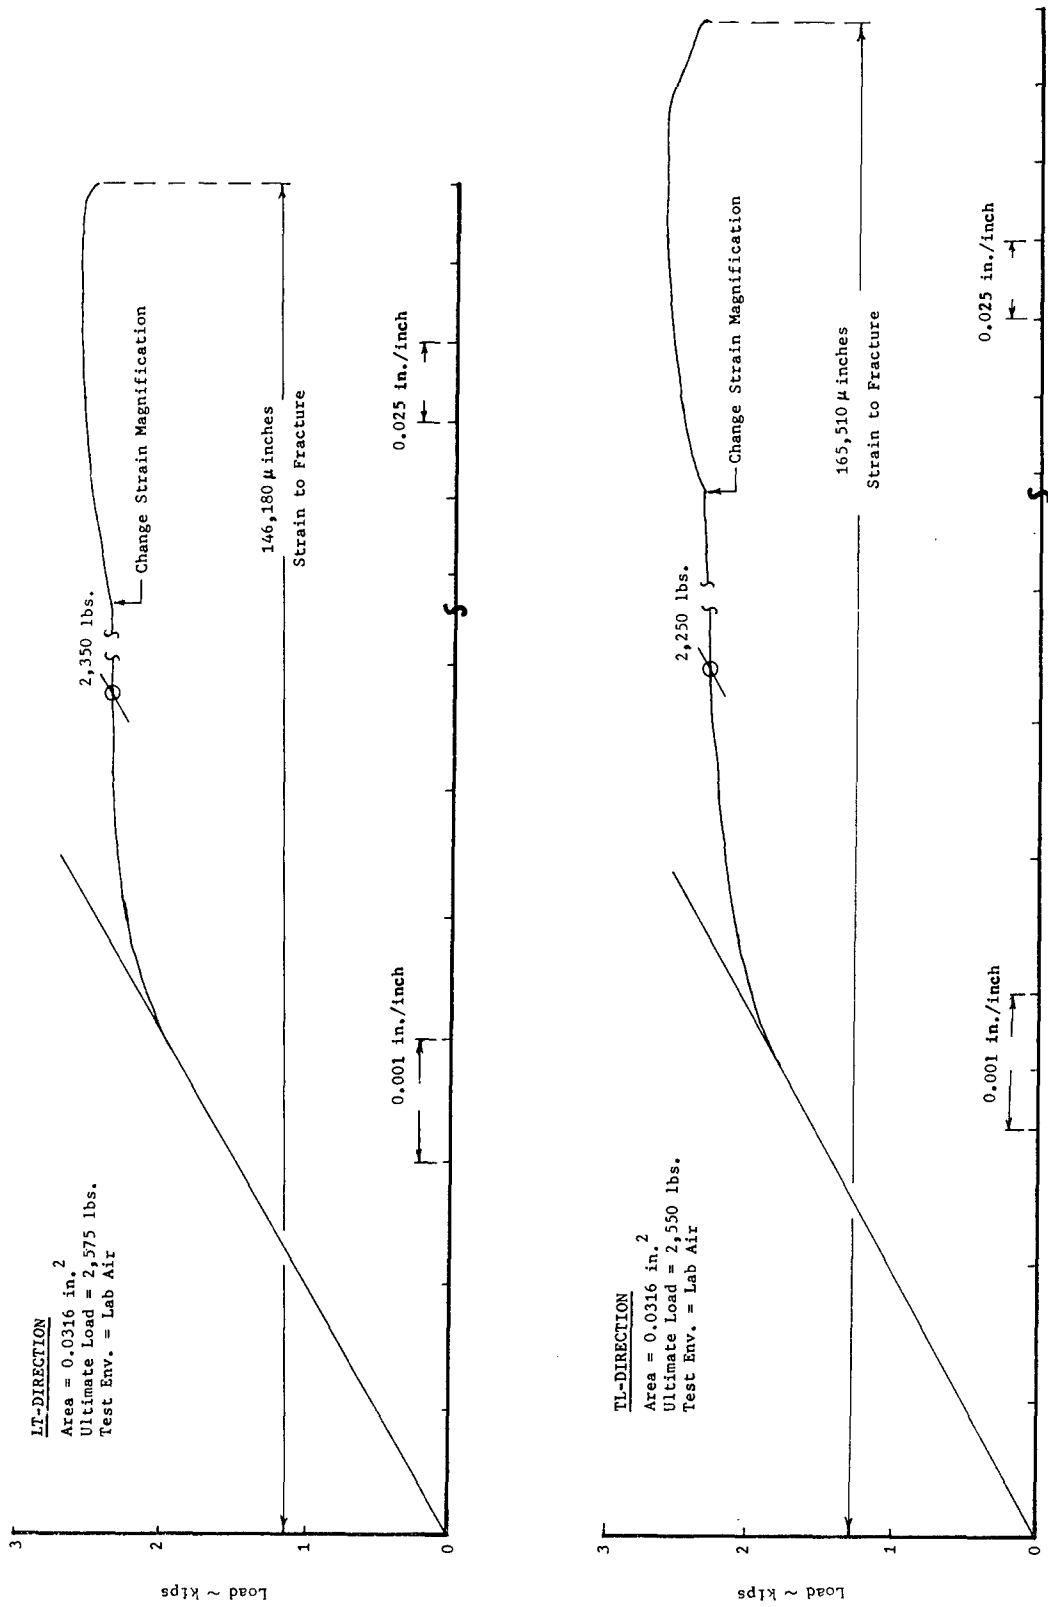 LT-DIRECTION
Area = 0.0316 in.2
Ultimate Load = 2,575 lbs.
Test Env. = Lab Air
3
2
1
0
Load ~ kips
2,350 lbs.
Change Strain Magnification
146,180 μ inches
Strain to Fracture
0.001 in./inch
0.025 in./inch
TL-DIRECTION
Area = 0.0316 in.2
Ultimate Load = 2,550 lbs.
Test Env. = Lab Air
3
2
1
0
Load ~ kips
2,250 lbs.
Change Strain Magnification
165,510 μ inches
Strain to Fracture
0.001 in./inch
0.025 in./inch